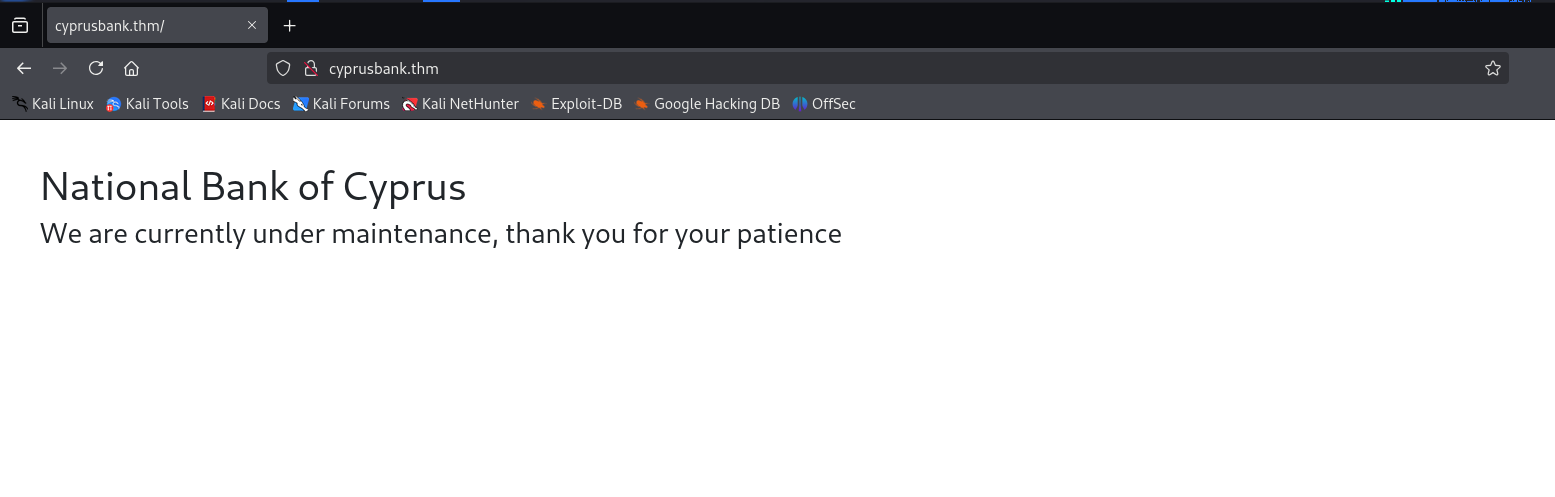 cyprusbank.thm/
cyprusbank.thm
Kali Linux Kali Tools Kali Docs Kali Forums Kali NetHunter Exploit-DB Google Hacking DB OffSec
National Bank of Cyprus
We are currently under maintenance, thank you for your patience